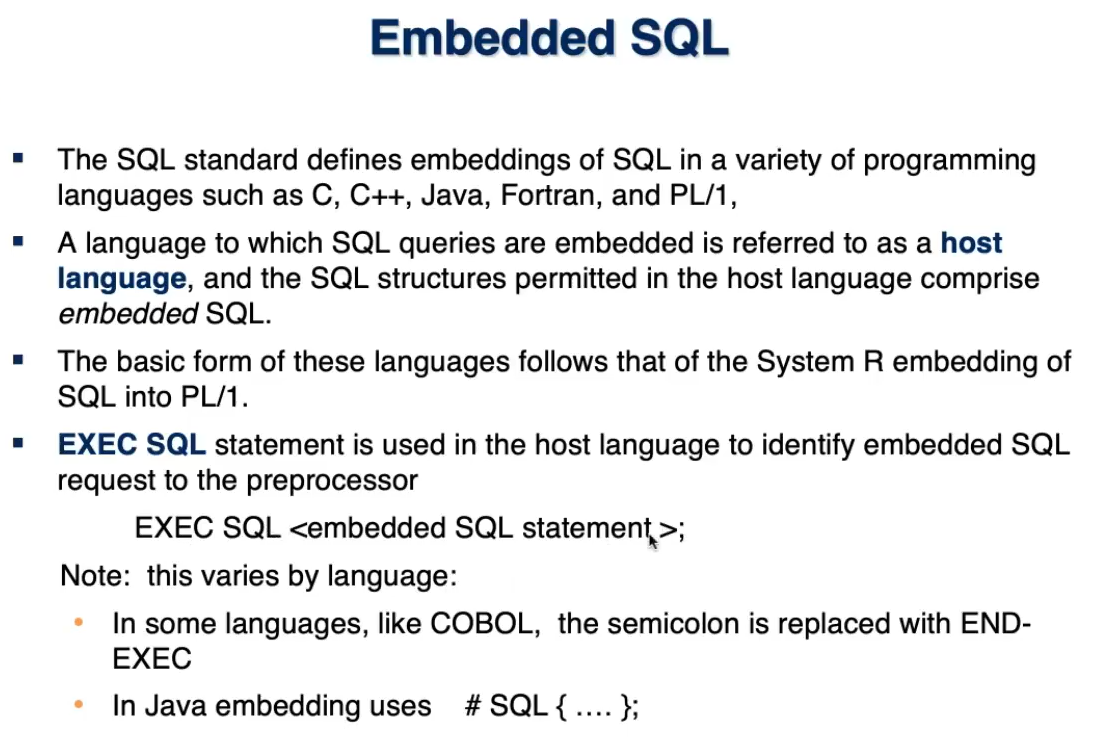 Embedded SQL
▪ The SQL standard defines embeddings of SQL in a variety of programming
languages such as C, C++, Java, Fortran, and PL/1,
▪ A language to which SQL queries are embedded is referred to as a host
language, and the SQL structures permitted in the host language comprise
embedded SQL.
▪ The basic form of these languages follows that of the System R embedding of
SQL into PL/1.
▪ EXEC SQL statement is used in the host language to identify embedded SQL
request to the preprocessor
EXEC SQL <embedded SQL statement >;
Note: this varies by language:
• In some languages, like COBOL, the semicolon is replaced with END-
EXEC
• In Java embedding uses # SQL { .... };